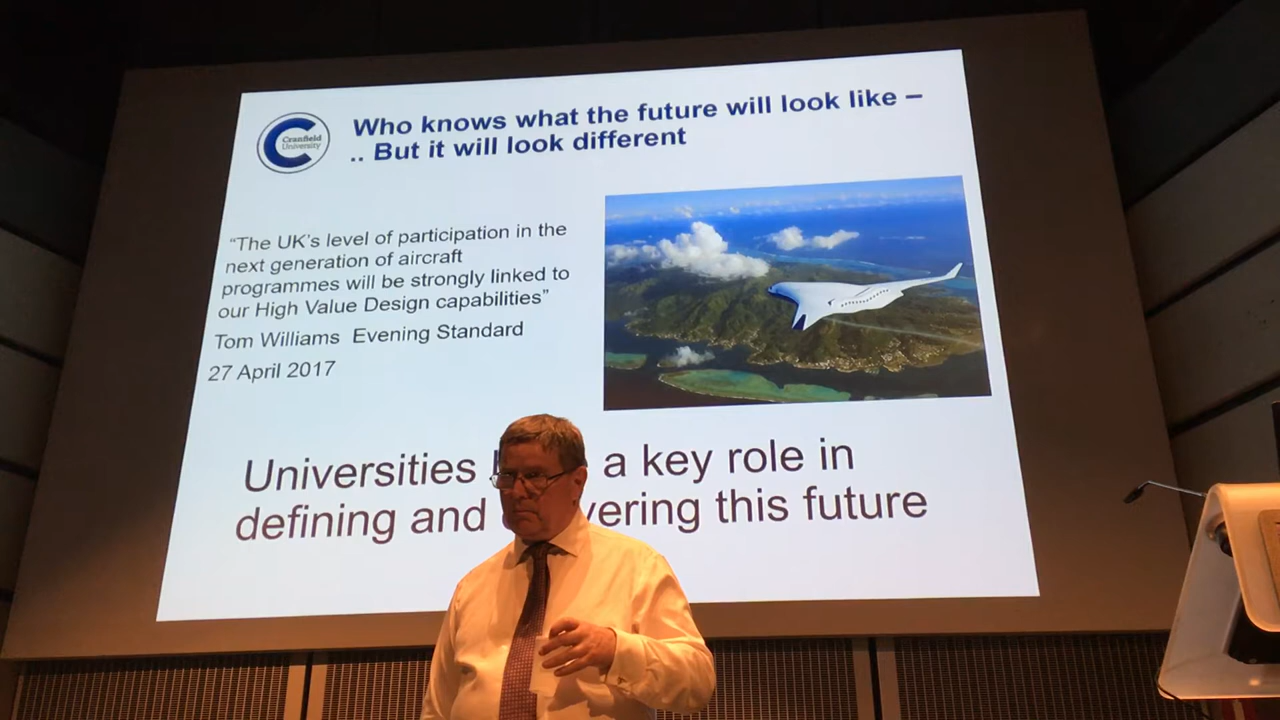 Cranfield
University
Who knows what the future will look like –
.. But it will look different
“The UK’s level of participation in the
next generation of aircraft
programmes will be strongly linked to
our High Value Design capabilities”
Tom Williams Evening Standard
27 April 2017
Universities a key role in
defining and vering this future